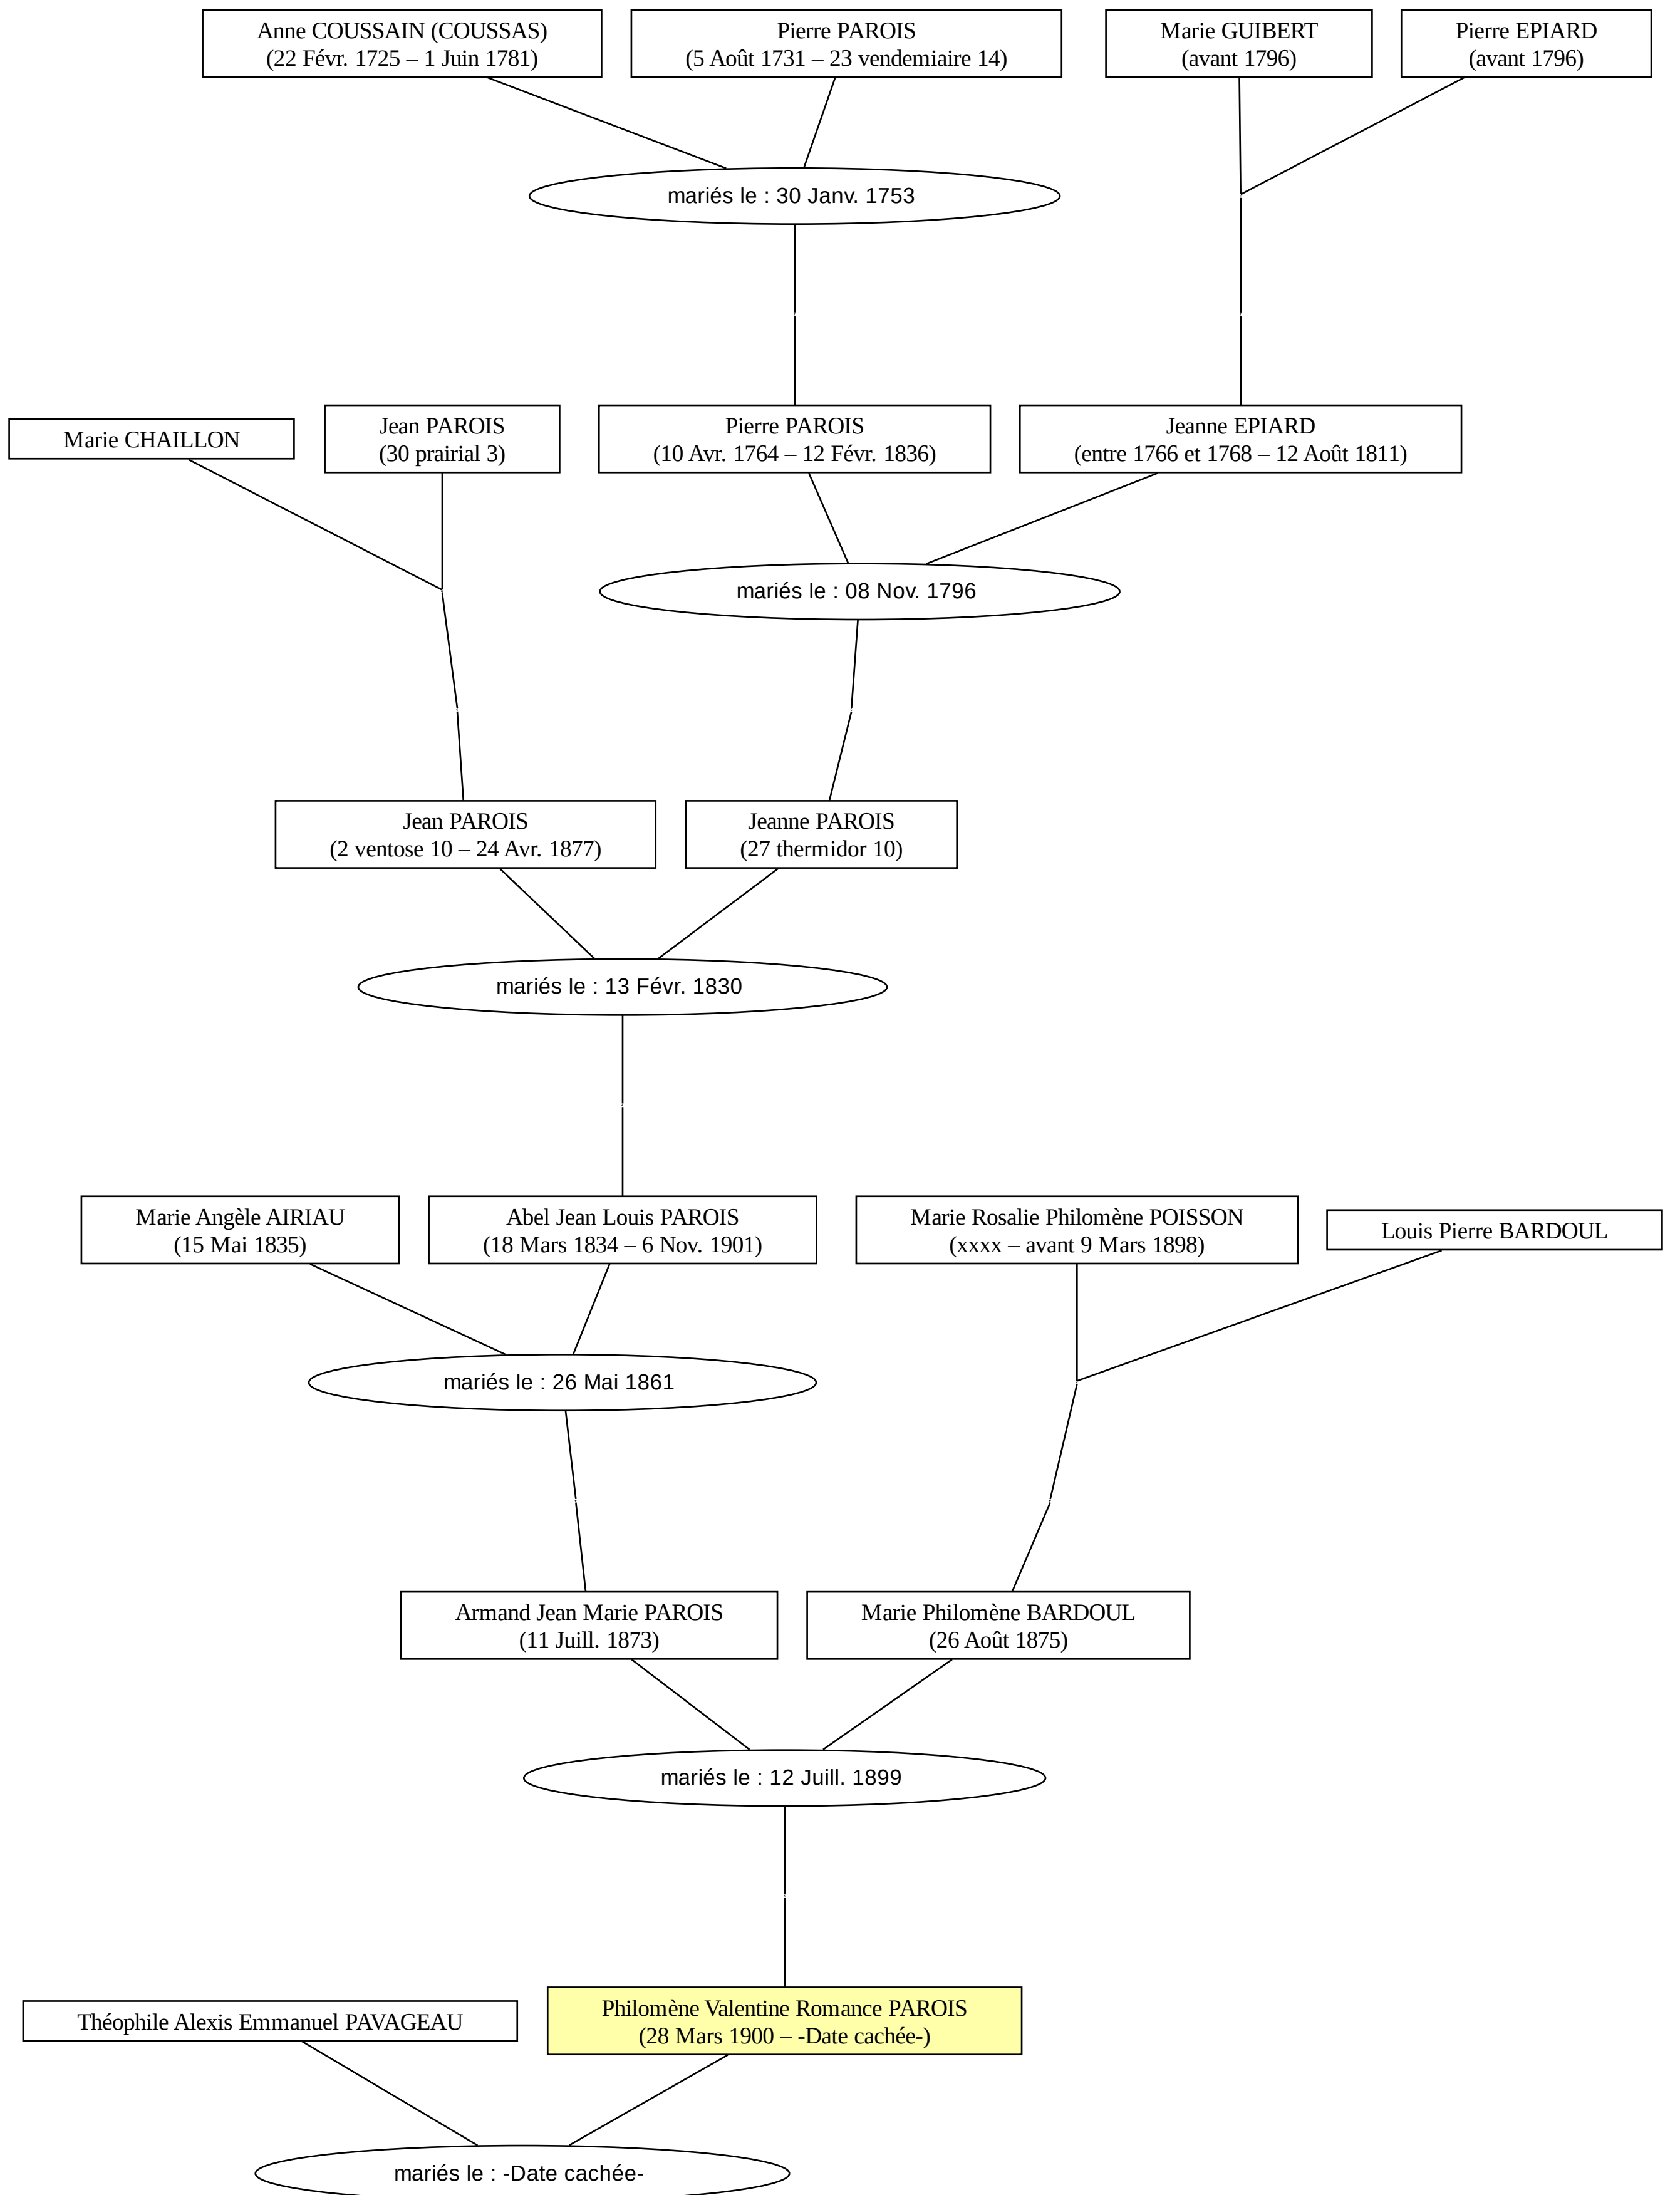 Anne COUSSAIN (COUSSAS)
(22 Févr. 1725 – 1 Juin 1781)
Pierre PAROIS
(5 Août 1731 – 23 vendemiaire 14)
Marie GUIBERT
(avant 1796)
Pierre EPIARD
(avant 1796)
mariés le : 30 Janv. 1753
Marie CHAILLON
Jean PAROIS
(30 prairial 3)
Pierre PAROIS
(10 Avr. 1764 – 12 Févr. 1836)
Jeanne EPIARD
(entre 1766 et 1768 – 12 Août 1811)
mariés le : 08 Nov. 1796
Jean PAROIS
(2 ventose 10 – 24 Avr. 1877)
Jeanne PAROIS
(27 thermidor 10)
mariés le : 13 Févr. 1830
Marie Angèle AIRIAU
(15 Mai 1835)
Abel Jean Louis PAROIS
(18 Mars 1834 – 6 Nov. 1901)
Marie Rosalie Philomène POISSON
(xxxx – avant 9 Mars 1898)
Louis Pierre BARDOUL
mariés le : 26 Mai 1861
Armand Jean Marie PAROIS
(11 Juill. 1873)
Marie Philomène BARDOUL
(26 Août 1875)
mariés le : 12 Juill. 1899
Théophile Alexis Emmanuel PAVAGEAU
Philomène Valentine Romance PAROIS
(28 Mars 1900 – -Date cachée-)
mariés le : -Date cachée-